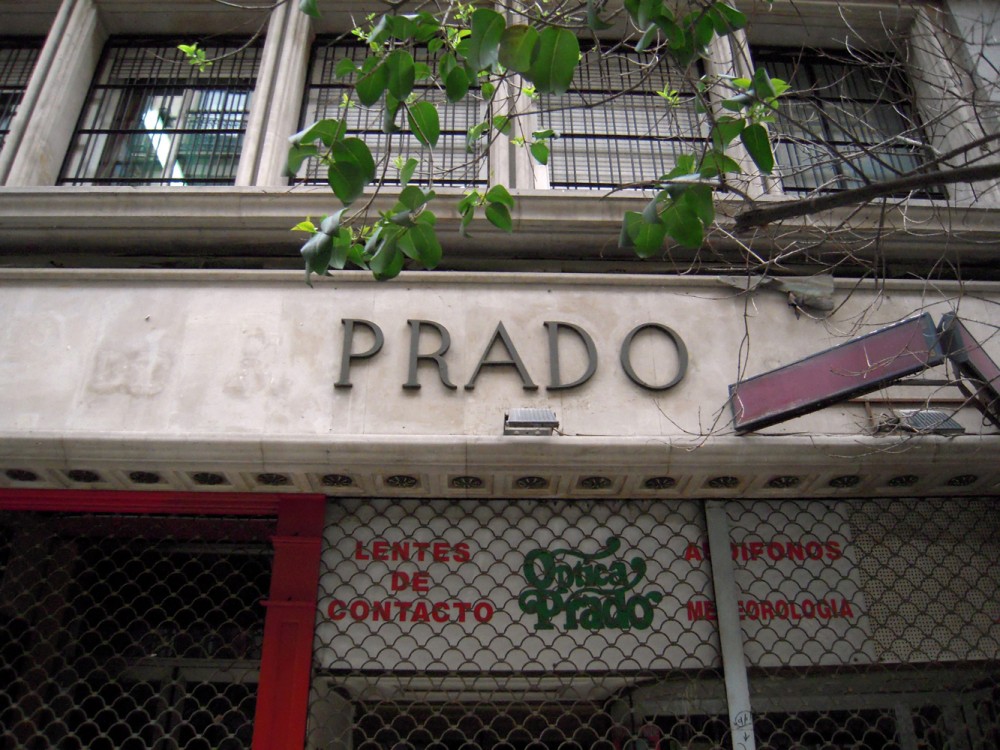 PRADO
LENTES
DE
CONTACTO
Optica
Prado
AUDIFONOS
METEOROLOGIA